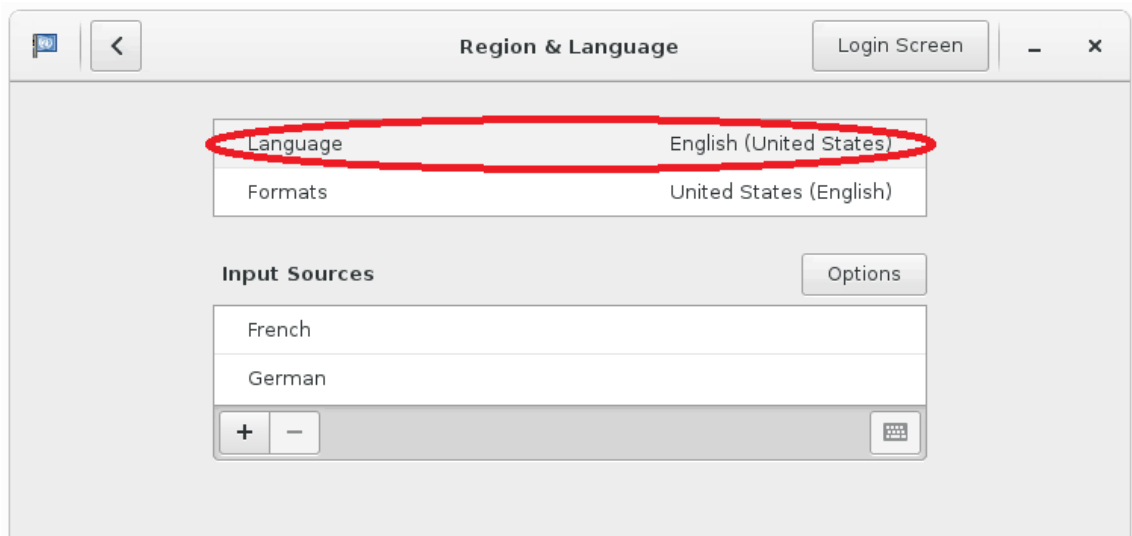 Region & Language
Login Screen
Language English (United States)
Formats United States (English)
Input Sources
Options
French
German